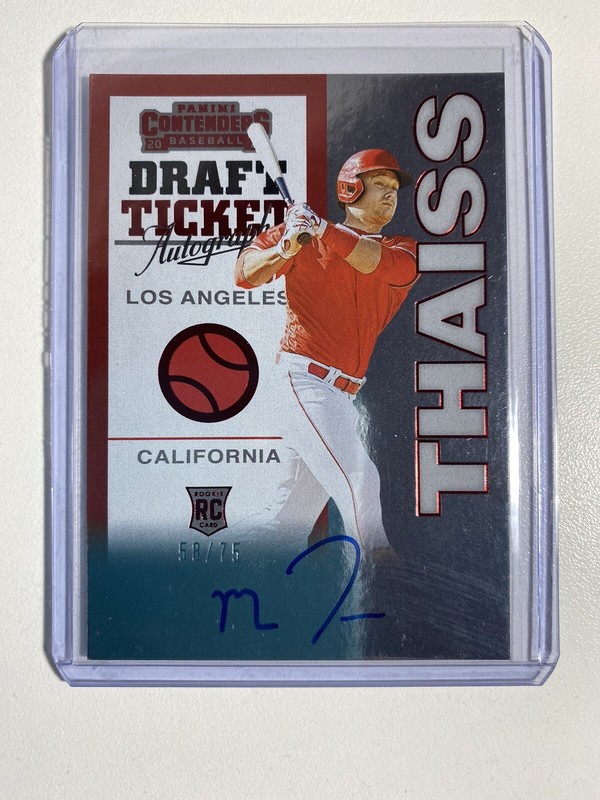 PANINI
CONTENDERS
20 BASEBALL
DRAFT
TICKET
Autograph
LOS ANGELES
CALIFORNIA
ROOKIE
RC
CARD
58/75
THAISS